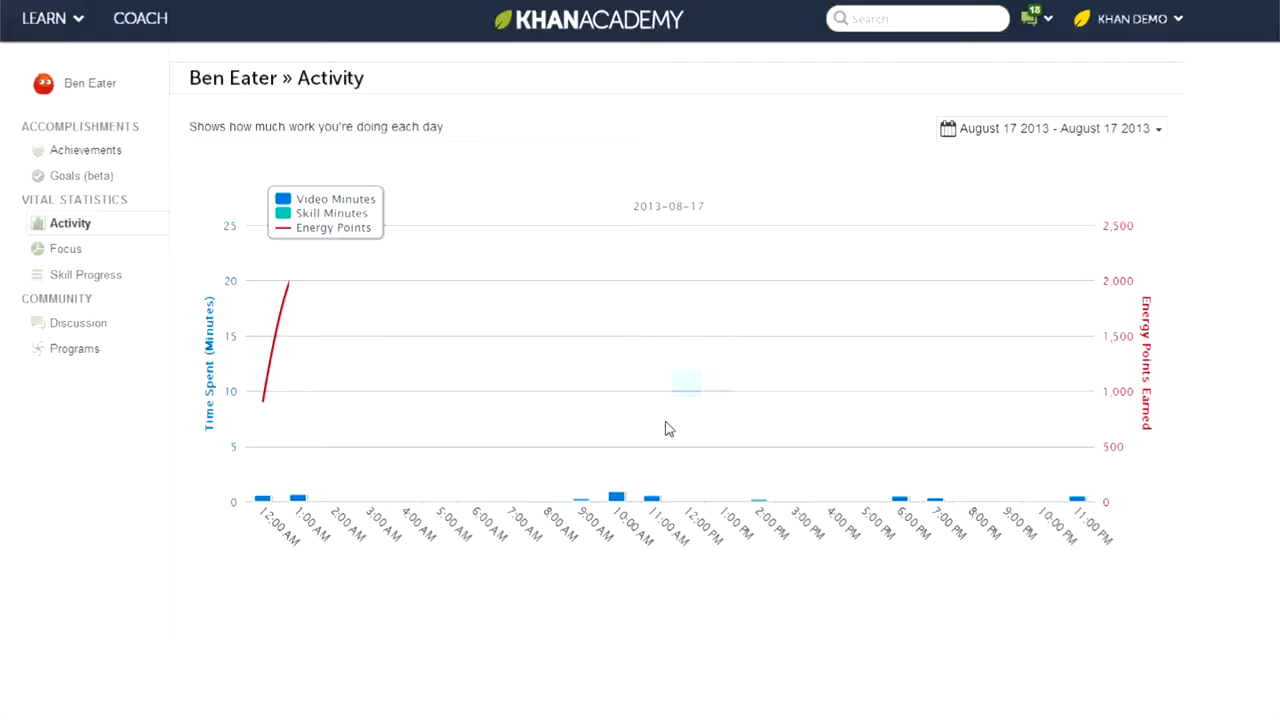 LEARN COACH KHANACADEMY Search 18 KHAN DEMO
Ben Eater
ACCOMPLISHMENTS
Achievements
Goals (beta)
VITAL STATISTICS
Activity
Focus
Skill Progress
COMMUNITY
Discussion
Programs
Ben Eater » Activity
Shows how much work you're doing each day
August 17 2013 - August 17 2013
Video Minutes
Skill Minutes
Energy Points
2013-08-17
Time Spent (Minutes)
25
20
15
10
5
0
2,500
2,000
1,500
1,000
500
0
Energy Points Earned
12:00 AM
1:00 AM
2:00 AM
3:00 AM
4:00 AM
5:00 AM
6:00 AM
7:00 AM
8:00 AM
9:00 AM
10:00 AM
11:00 AM
12:00 PM
1:00 PM
2:00 PM
3:00 PM
4:00 PM
5:00 PM
6:00 PM
7:00 PM
8:00 PM
9:00 PM
10:00 PM
11:00 PM